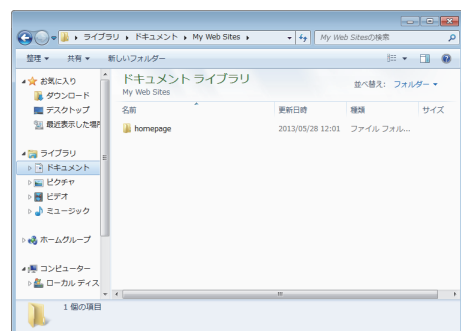 ライブラリ ▸ ドキュメント ▸ My Web Sites ▸
My Web Sitesの検索
整理 ▾ 共有 ▾ 新しいフォルダー
お気に入り
ダウンロード
デスクトップ
最近表示した場所
ライブラリ
ドキュメント
ピクチャ
ビデオ
ミュージック
ホームグループ
コンピューター
ローカル ディス
ドキュメント ライブラリ
My Web Sites
並べ替え: フォルダー ▾
名前 更新日時 種類 サイズ
homepage 2013/05/28 12:01 ファイル フォル...
1 個の項目